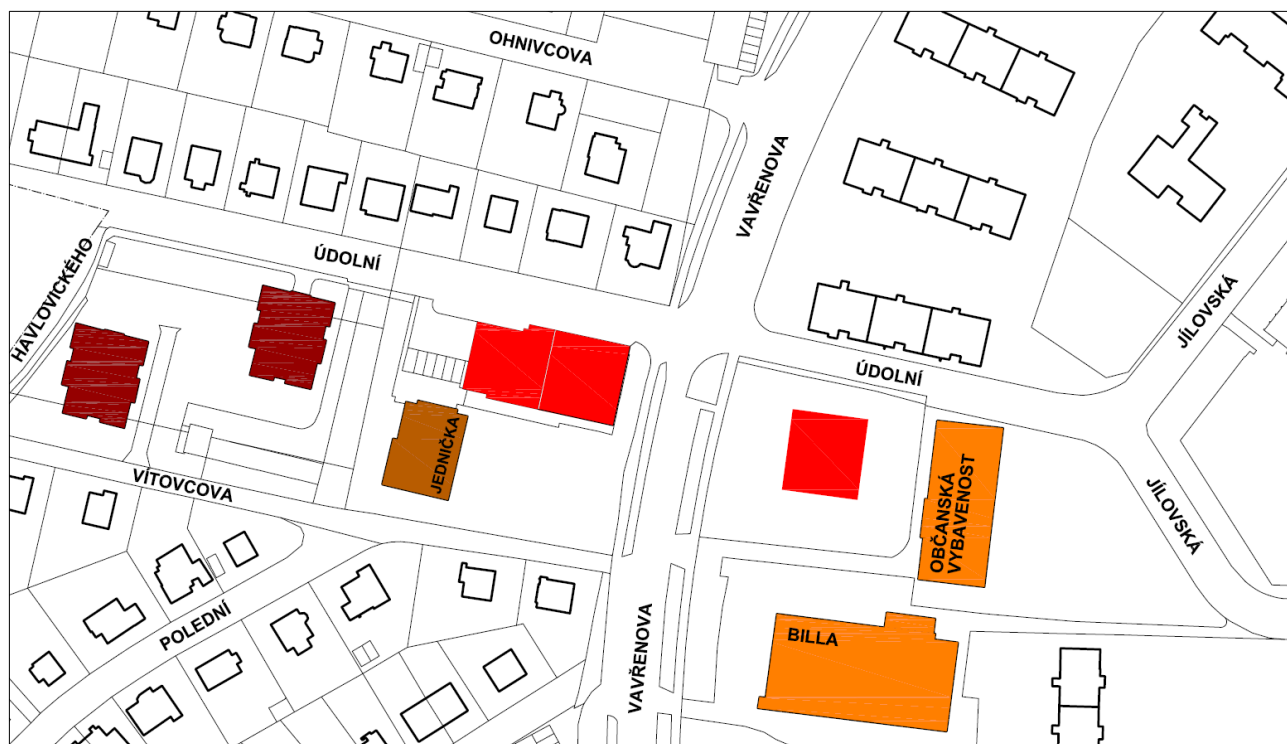 OHNIVCOVA
VAVŘENOVA
HAVLOVICKÉHO
ÚDOLNÍ
JÍLOVSKÁ
ÚDOLNÍ
JEDNIČKA
VÍTOVCOVA
OBČANSKÁ
VYBAVENOST
JÍLOVSKÁ
POLEDNÍ
VAVŘENOVA
BILLA